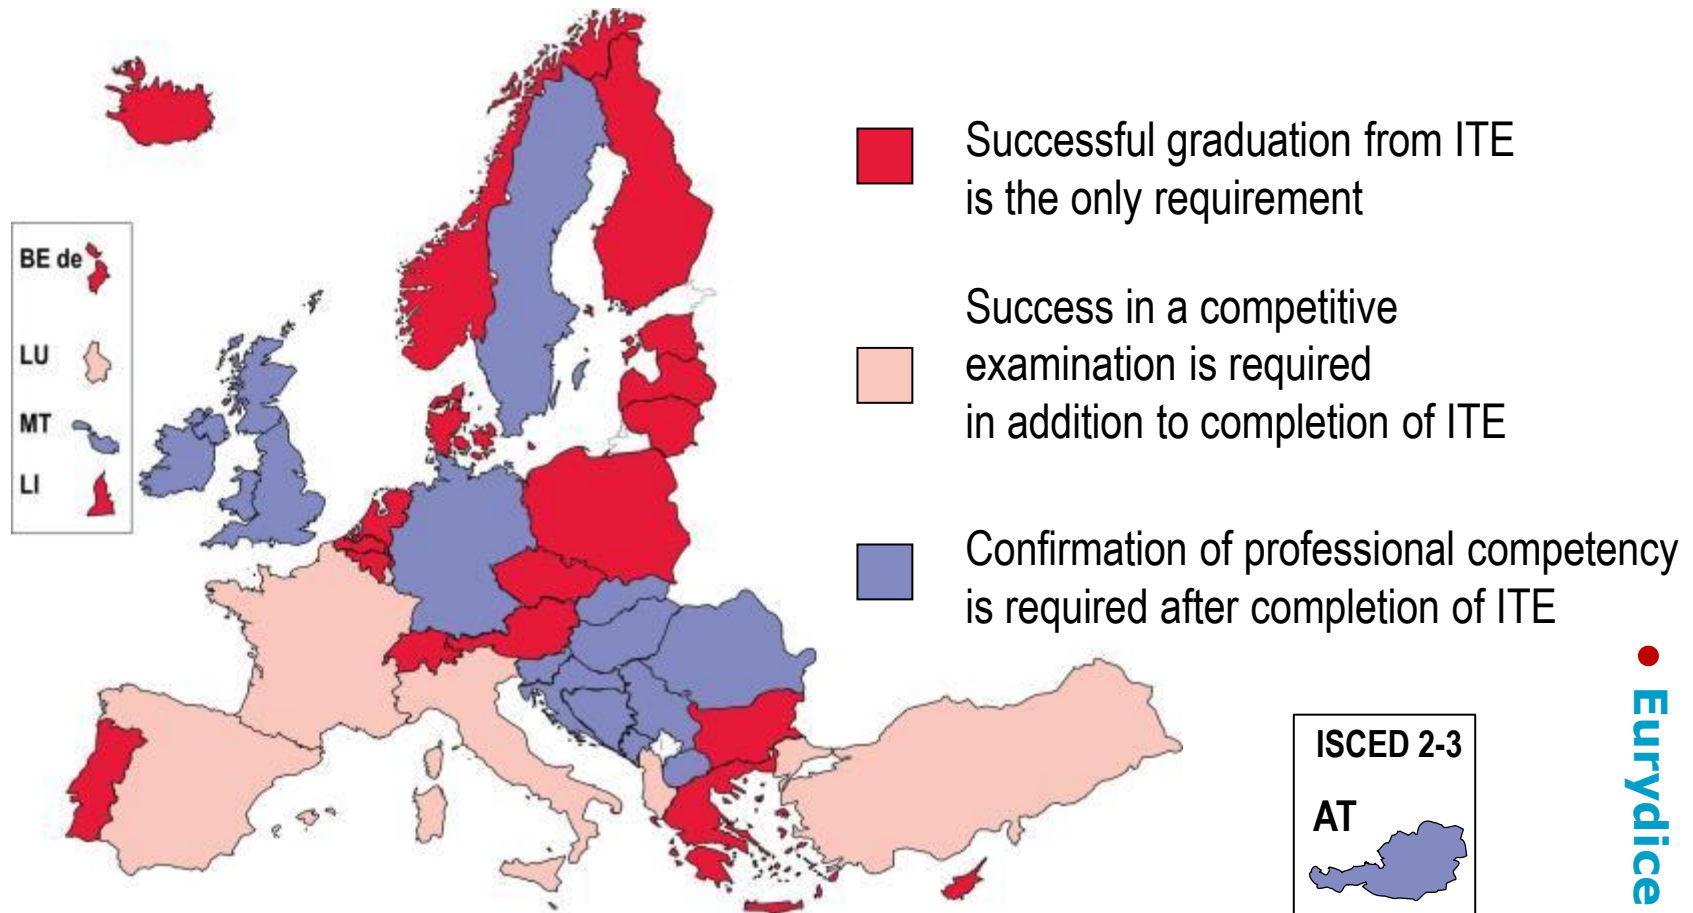 Successful graduation from ITE
is the only requirement
BE de
LU
MT
LI
Success in a competitive
examination is required
in addition to completion of ITE
Confirmation of professional competency
is required after completion of ITE
ISCED 2-3
AT
• Eurydice